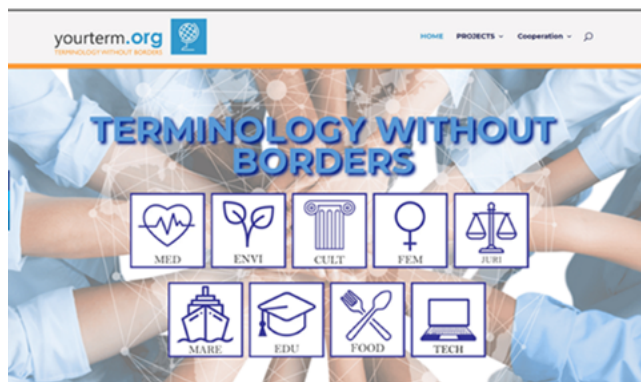 yourterm.org
TERMINOLOGY WITHOUT BORDERS
HOME PROJECTS Cooperation
TERMINOLOGY WITHOUT
BORDERS
MED ENVI CULT FEM JURI
MARE EDU FOOD TECH